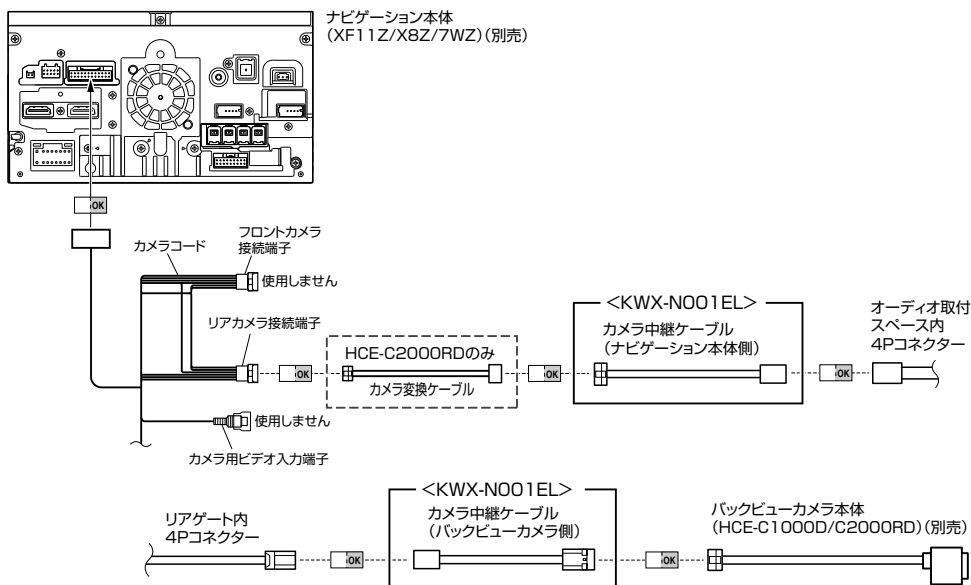 ナビゲーション本体
（XF11Z/X8Z/7WZ）（別売）
OK
カメラコード
フロントカメラ
接続端子
使用しません
リアカメラ接続端子
OK
HCE-C2000RDのみ
カメラ変換ケーブル
OK
<KWX-N001EL>
カメラ中継ケーブル
（ナビゲーション本体側）
OK
オーディオ取付
スペース内
4Pコネクター
使用しません
カメラ用ビデオ入力端子
リアゲート内
4Pコネクター
OK
<KWX-N001EL>
カメラ中継ケーブル
（バックビューカメラ側）
OK
バックビューカメラ本体
（HCE-C1000D/C2000RD）（別売）